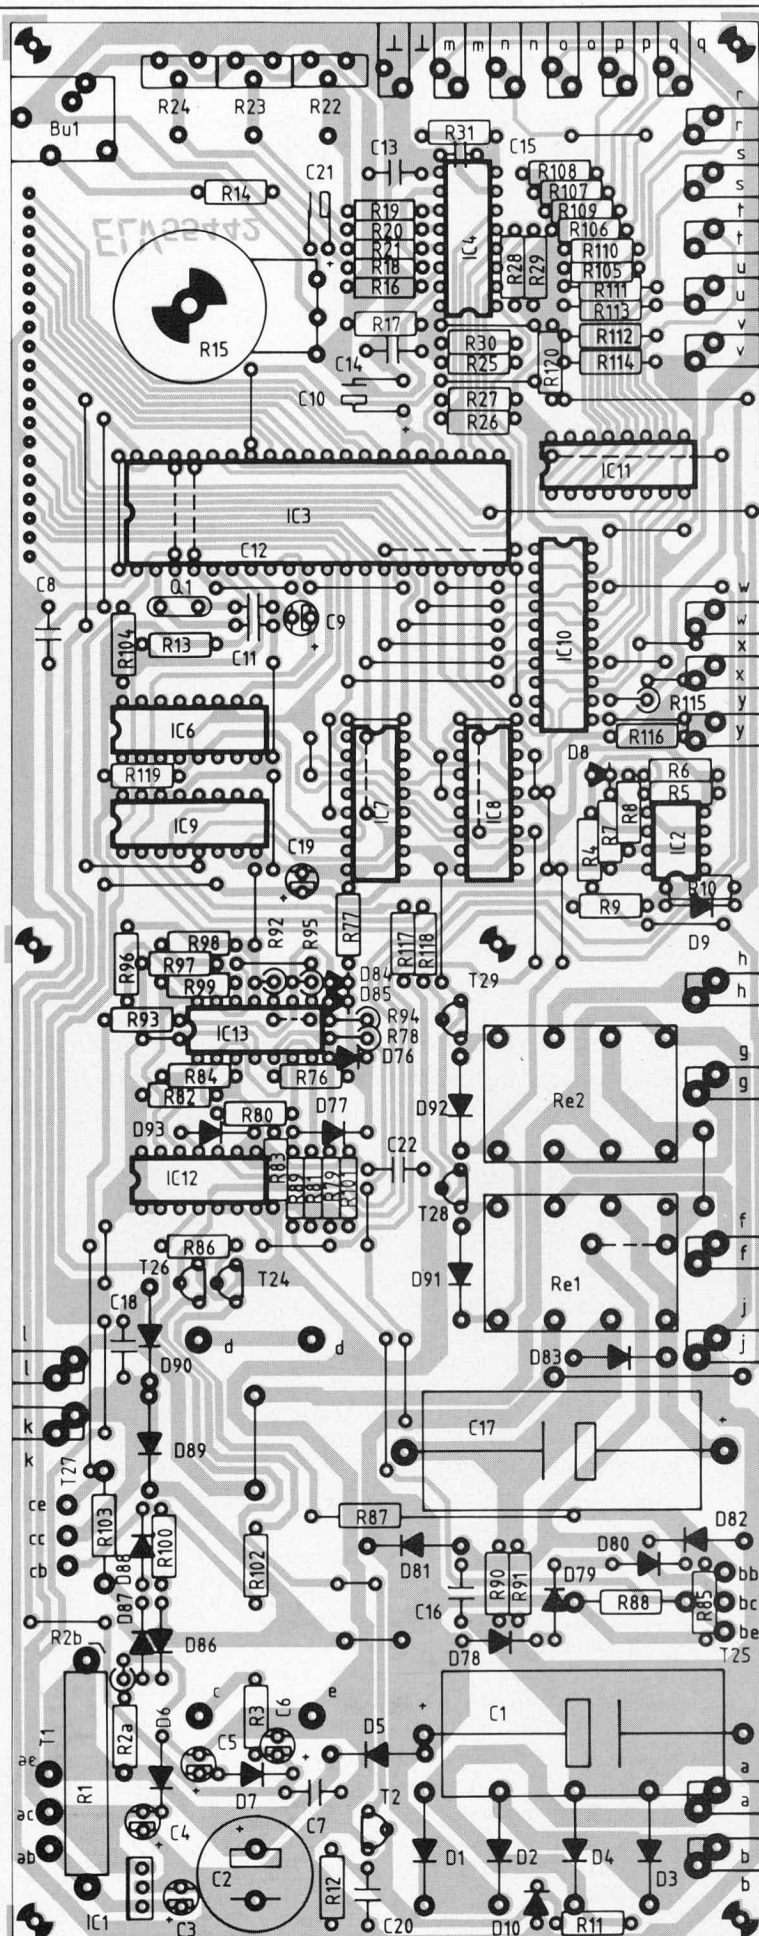 ⊥ ⊥ m m n n o o p p q q
R24 R23 R22
Bu1
r
r
R31
C13 C15
s
s
R108
R107
R109
R106
R110
R105
R111
R113
R112
R114
t
t
u
u
v
v
C21
R14
ELV55442
R19
R20
R21
R18
R16
IC4
R28 R29
R17
R15
R30
R25
R120
C14
C10
R27
R26
IC11
IC3
C12
C8
Q1
C9
C11
R104
R13
IC10
w
w
x
x
y
y
R115
R116
IC6
D8
R6
R5
R119
IC7
IC8
R8
R7
R4
IC2
IC9
C19
R10
R9
D9
R92 R95
R77
R117
R118
R98
R96
R97
R99
D84
D85
T29
h
h
R93
IC13
R94
R78
D76
R84
R76
R82
g
g
Re2
D92
R80
D93
D77
IC12
R83
R89
R81
R79
R101
C22
T28
R86
T26
T24
D91
Re1
f
f
C18
j
j
l
l
d
d
D90
D83
k
k
C17
+
D89
T27
ce
cc
cb
R103
D88
R100
R102
R87
D82
D81
D80
D79
R90
R91
C16
R88
R85
bb
bc
be
D87
D86
D78
T25
R2b
c
R3
C6
e
C1
+
T1
R2a
D6
C5
D5
ae
ac
ab
R1
D7
C7
T2
a
a
C4
C2
D1 D2 D4 D3
b
b
IC1
C3
R12
C20
D10
R11